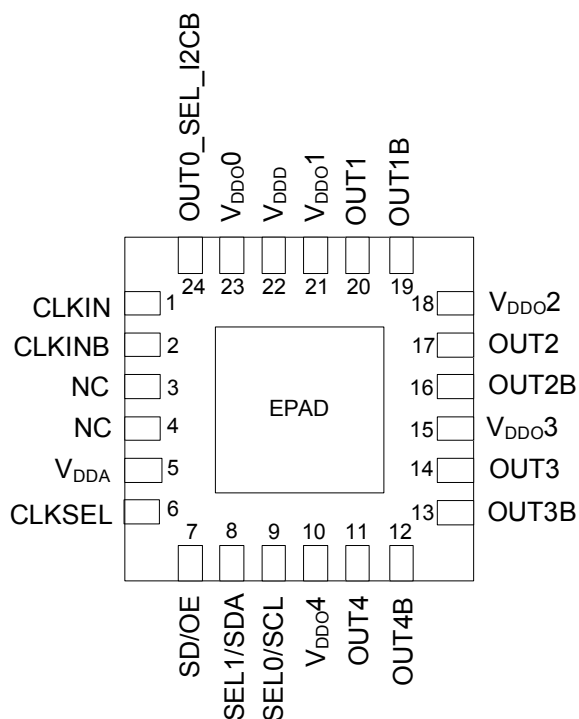 OUT0_SEL_I2CB
VDDO0
VDDD
VDDO1
OUT1
OUT1B
24
23
22
21
20
19
CLKIN
1
CLKINB
2
NC
3
NC
4
VDDA
5
CLKSEL
6
EPAD
18
VDDO2
17
OUT2
16
OUT2B
15
VDDO3
14
OUT3
13
OUT3B
7
8
9
10
11
12
SD/OE
SEL1/SDA
SEL0/SCL
VDDO4
OUT4
OUT4B